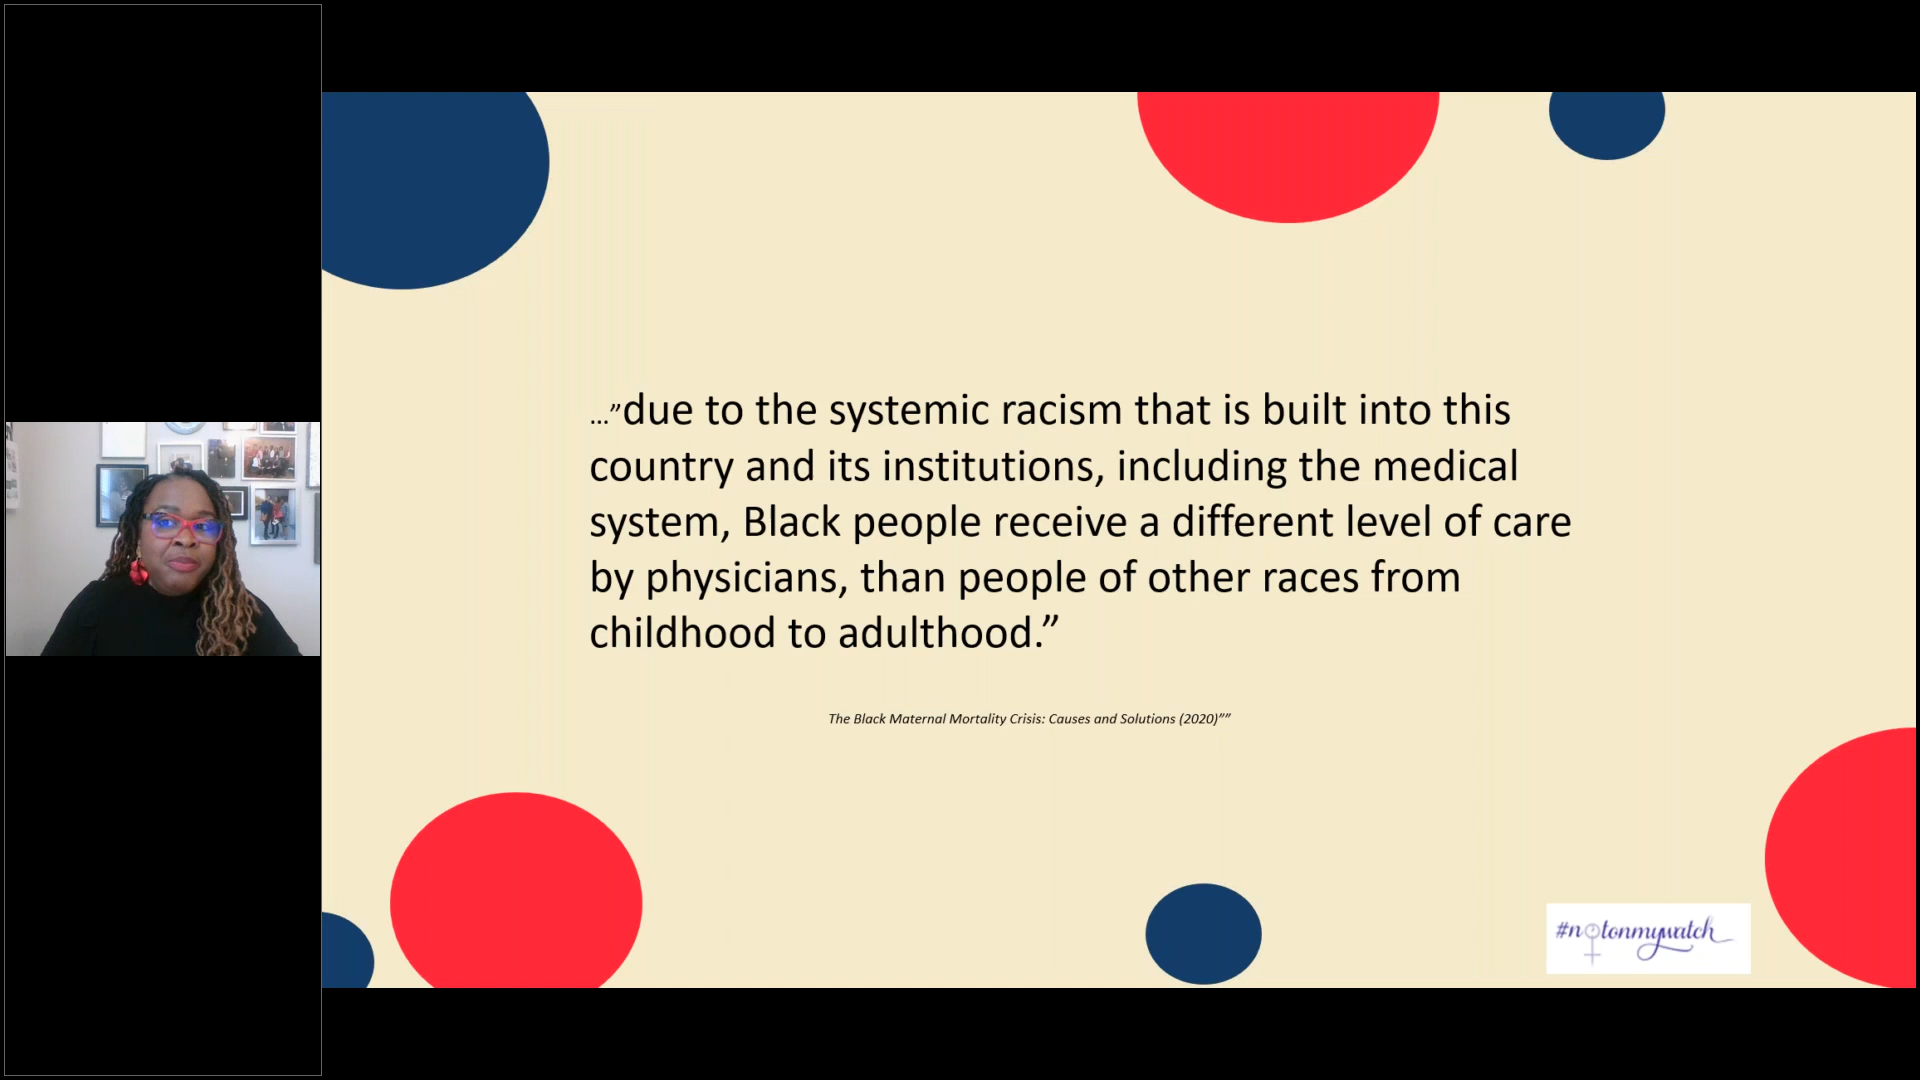 …”due to the systemic racism that is built into this
country and its institutions, including the medical
system, Black people receive a different level of care
by physicians, than people of other races from
childhood to adulthood.”
The Black Maternal Mortality Crisis: Causes and Solutions (2020)””
#notonmywatch